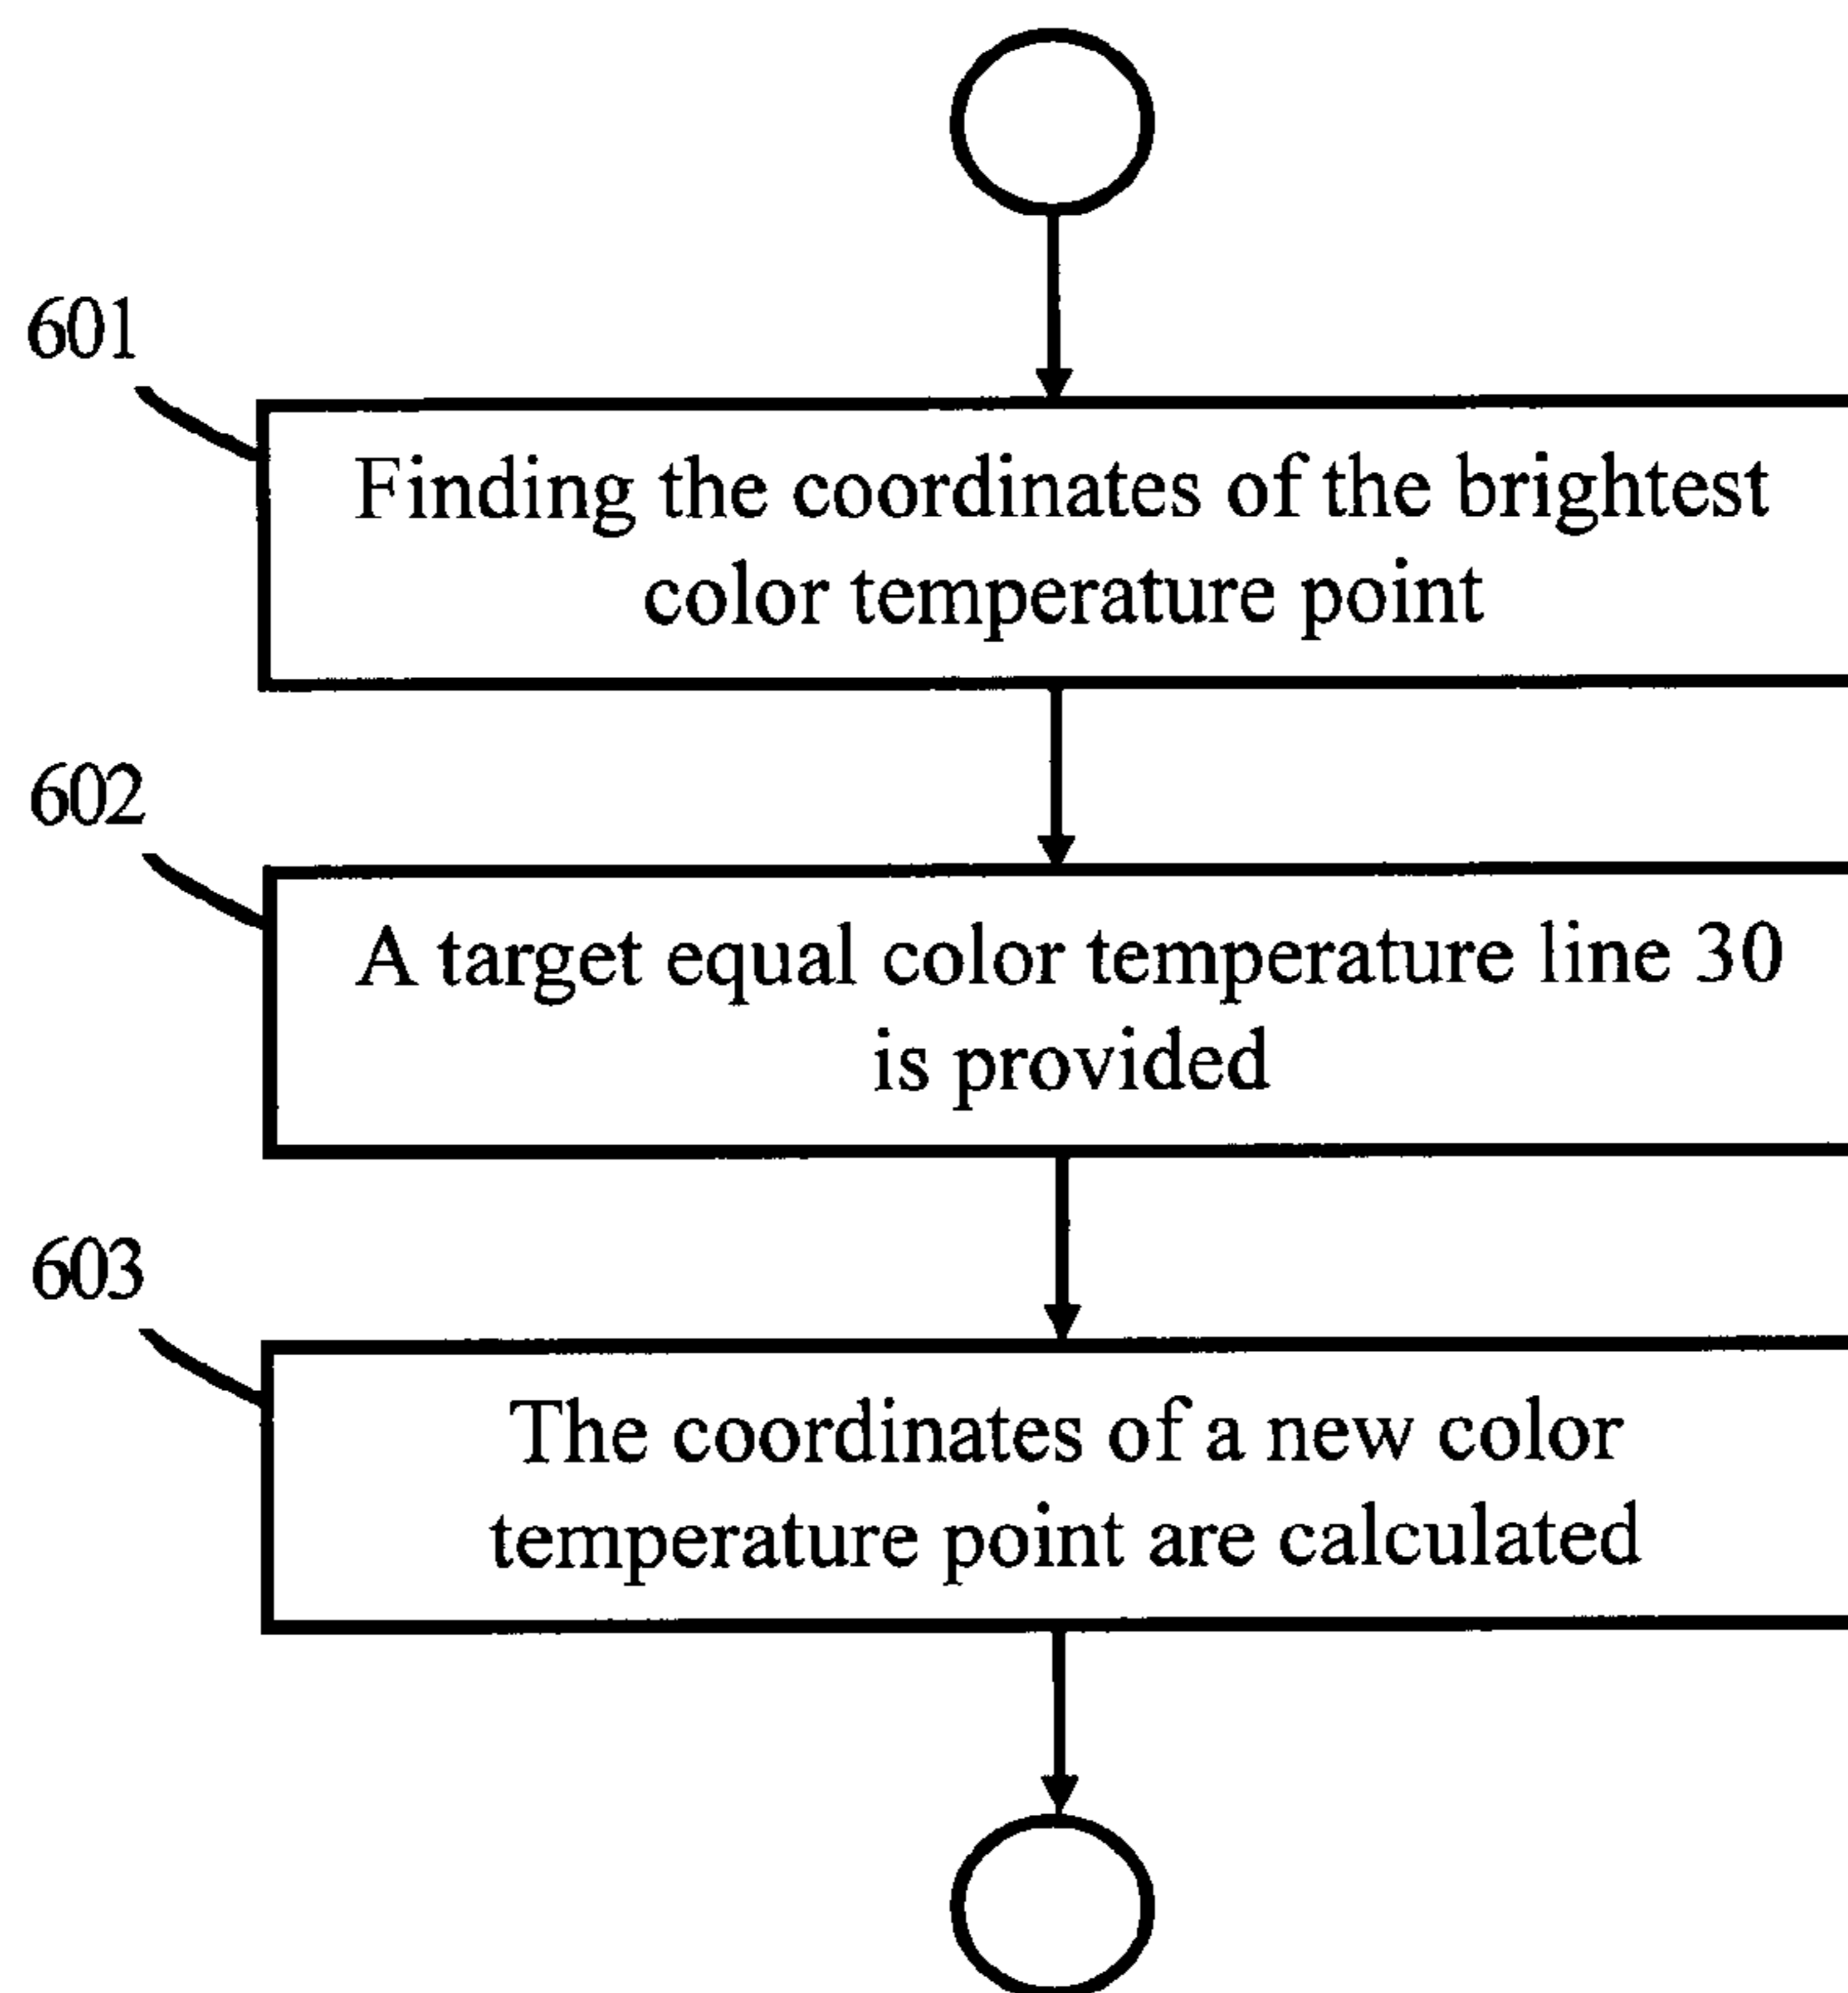 601
Finding the coordinates of the brightest
color temperature point
602
A target equal color temperature line 30
is provided
603
The coordinates of a new color
temperature point are calculated